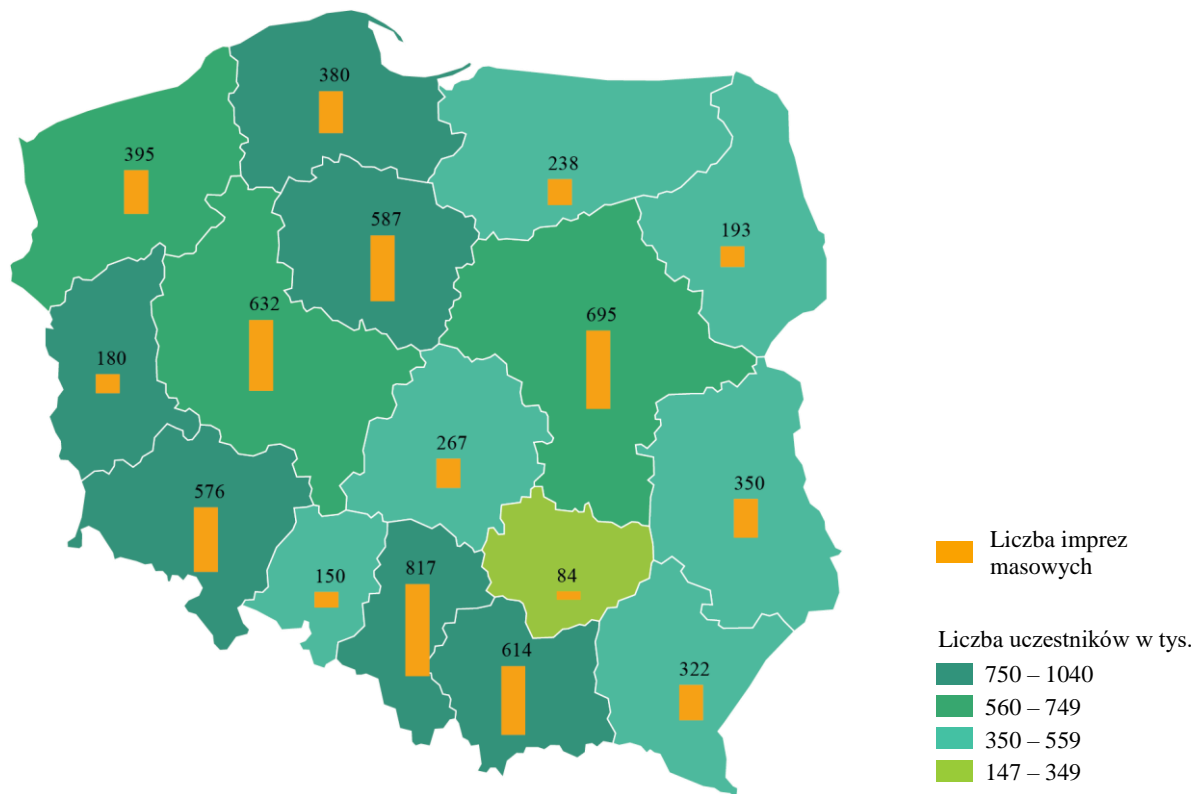 380
395
238
193
587
632
695
180
267
350
576
150
817
84
614
322
Liczba imprez
masowych
Liczba uczestników w tys.
750 – 1040
560 – 749
350 – 559
147 – 349